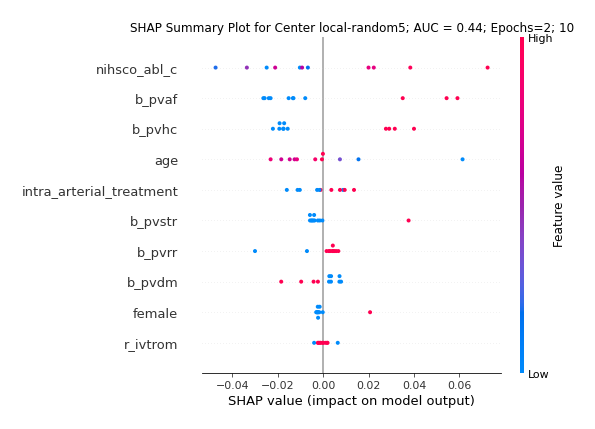 SHAP Summary Plot for Center local-random5; AUC = 0.44; Epochs=2; 10
High
nihsco_abl_c
b_pvaf
b_pvhc
age
intra_arterial_treatment
b_pvstr
b_pvrr
b_pvdm
female
r_ivtrom
Feature value
Low
−0.04 −0.02 0.00 0.02 0.04 0.06
SHAP value (impact on model output)